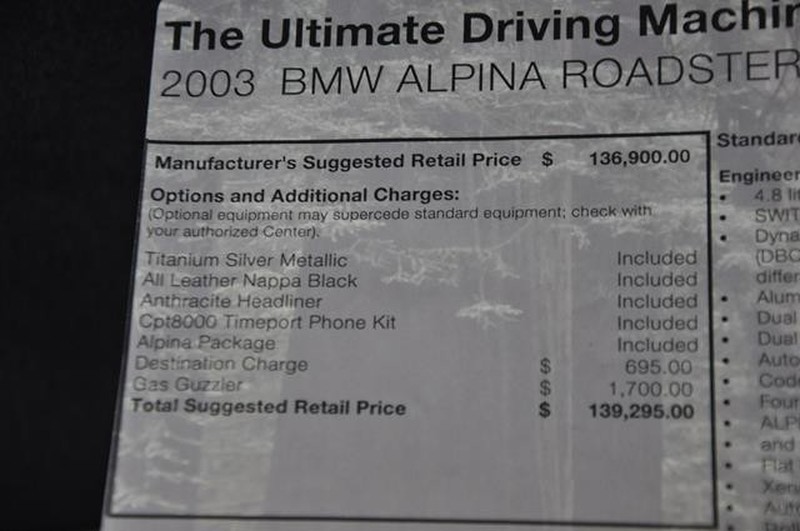 The Ultimate Driving Machin
2003 BMW ALPINA ROADSTER
Manufacturer's Suggested Retail Price $ 136,900.00
Options and Additional Charges:
(Optional equipment may supercede standard equipment; check with
your authorized Center).
Titanium Silver Metallic Included
All Leather Nappa Black Included
Anthracite Headliner Included
Cpt8000 Timeport Phone Kit Included
Alpina Package Included
Destination Charge $ 695.00
Gas Guzzler $ 1,700.00
Total Suggested Retail Price $ 139,295.00
Standar
Engineer
• 4.8 lit
• SWIT
• Dyna
(DBC
differ
• Alum
• Dual
• Dual
• Auto
• Code
• Four
• ALPI
• and
• Flat
• Xen
• Auto